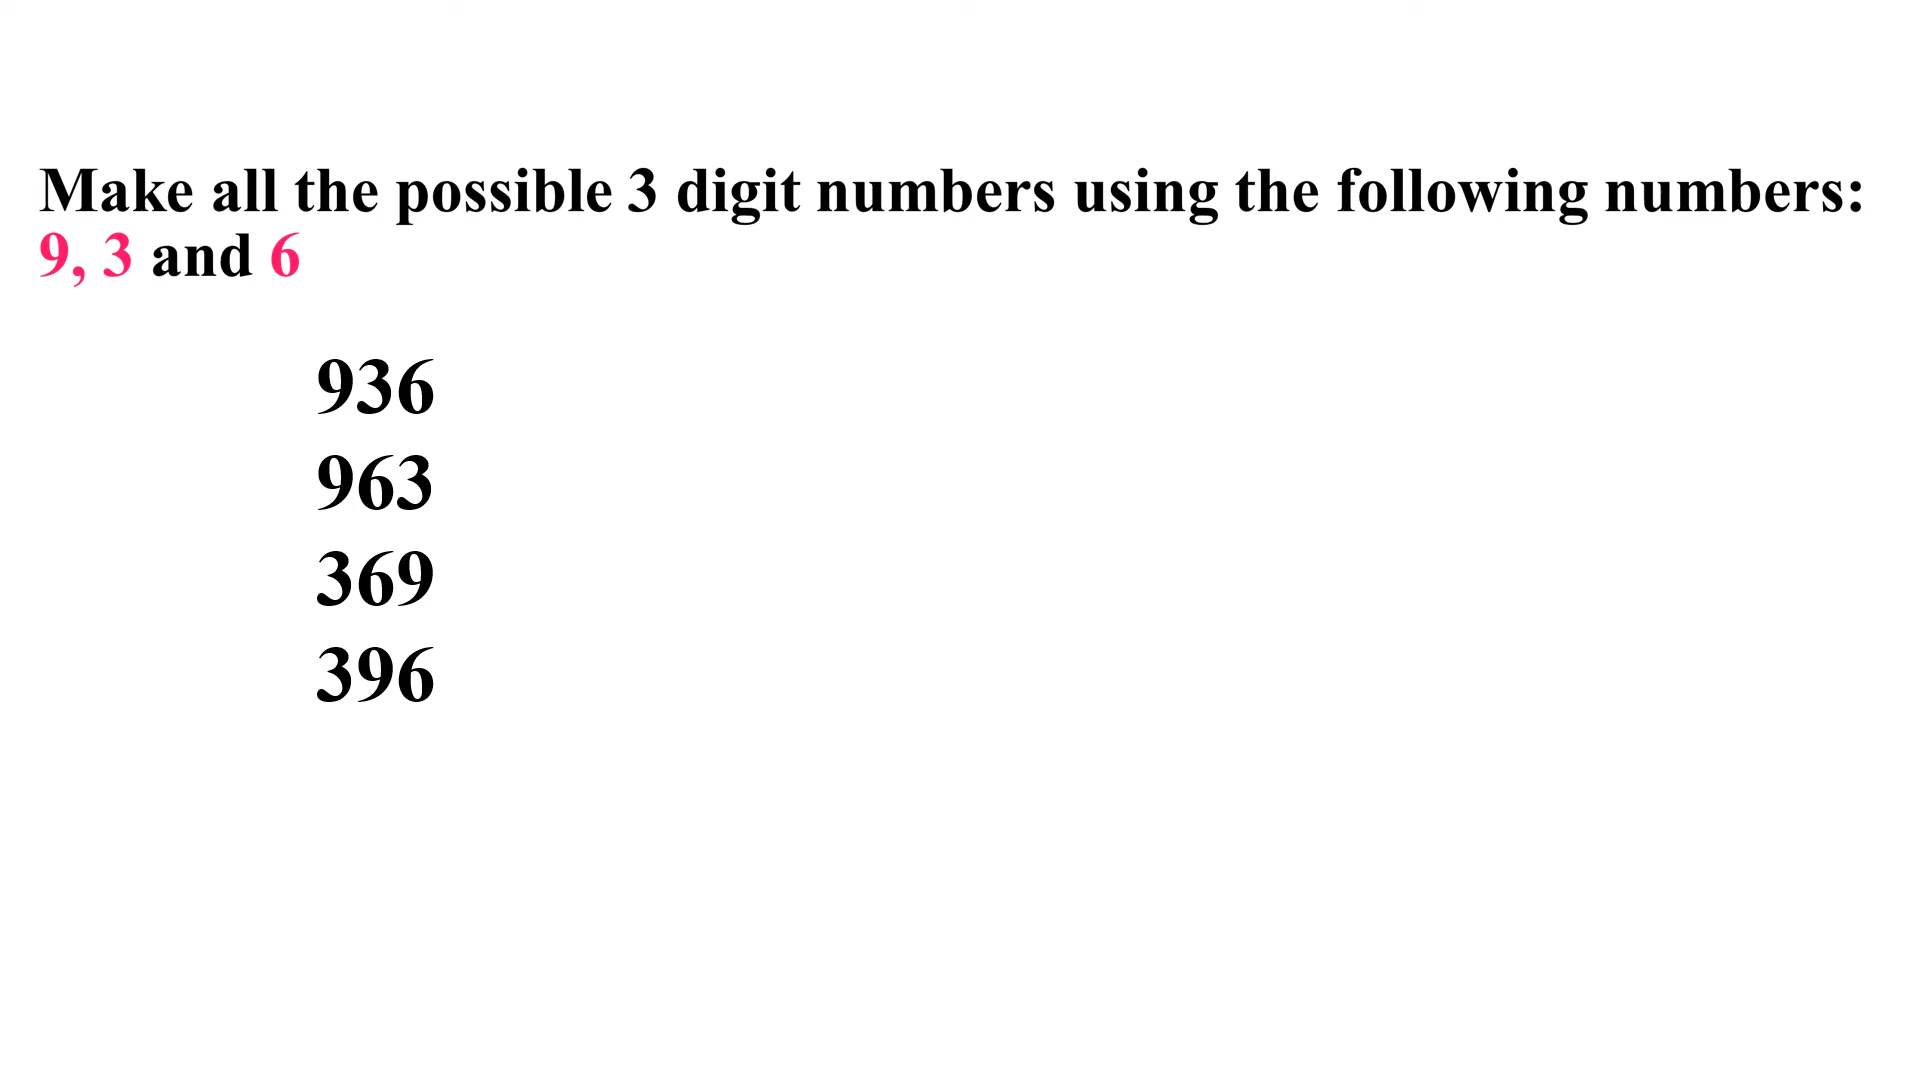 Make all the possible 3 digit numbers using the following numbers:
9, 3 and 6
936
963
369
396